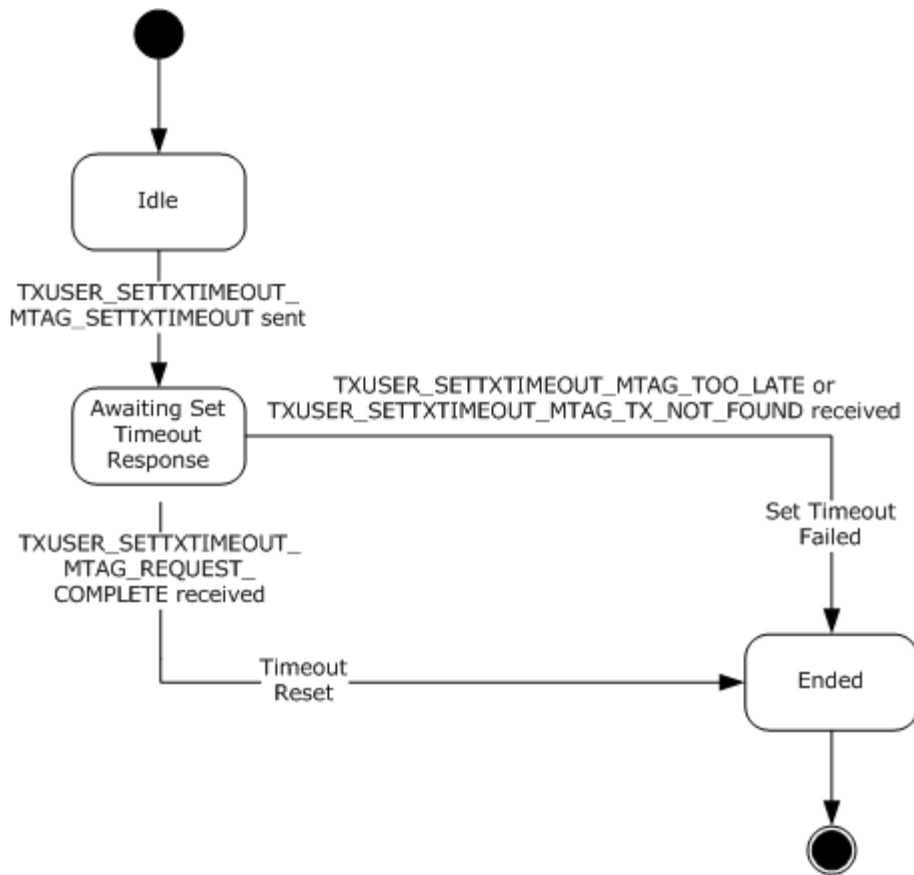 Idle
TXUSER_SETTXTIMEOUT_
MTAG_SETTXTIMEOUT sent
Awaiting Set
Timeout
Response
TXUSER_SETTXTIMEOUT_MTAG_TOO_LATE or
TXUSER_SETTXTIMEOUT_MTAG_TX_NOT_FOUND received
Set Timeout
Failed
TXUSER_SETTXTIMEOUT_
MTAG_REQUEST_
COMPLETE received
Timeout
Reset
Ended